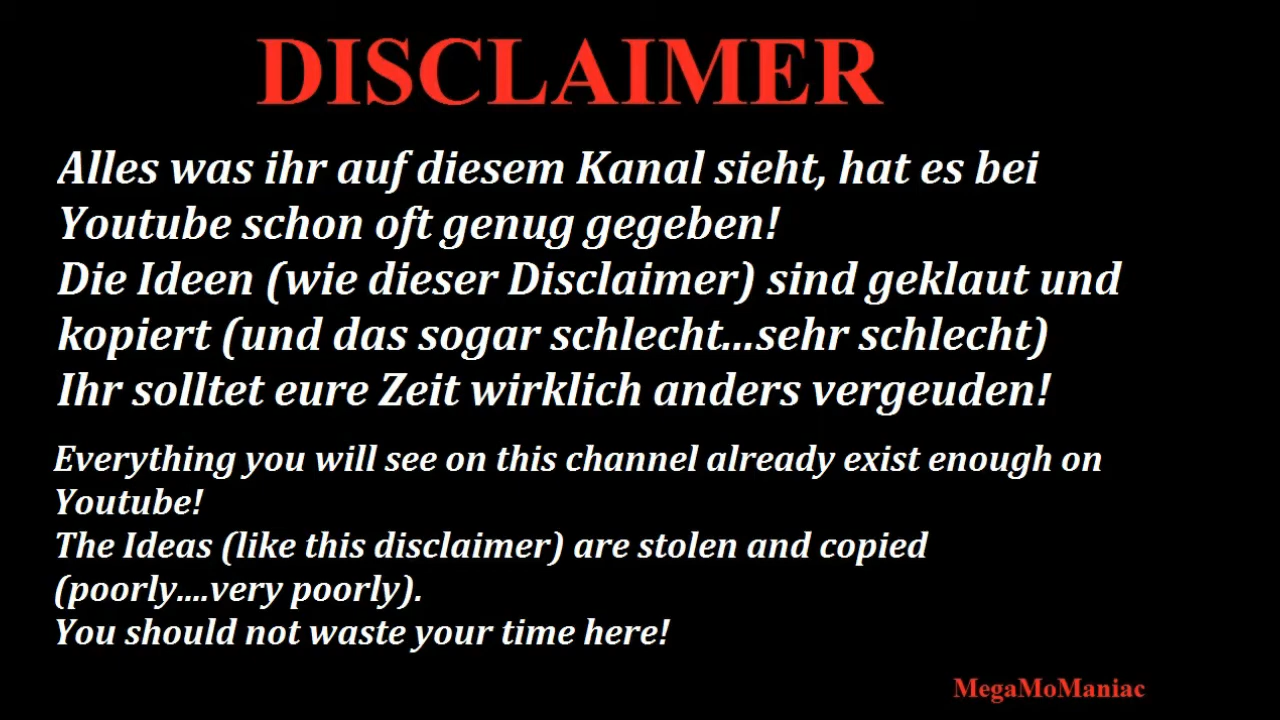 DISCLAIMER
Alles was ihr auf diesem Kanal sieht, hat es bei
Youtube schon oft genug gegeben!
Die Ideen (wie dieser Disclaimer) sind geklaut und
kopiert (und das sogar schlecht...sehr schlecht)
Ihr solltet eure Zeit wirklich anders vergeuden!
Everything you will see on this channel already exist enough on
Youtube!
The Ideas (like this disclaimer) are stolen and copied
(poorly....very poorly).
You should not waste your time here!
MegaMoManiac